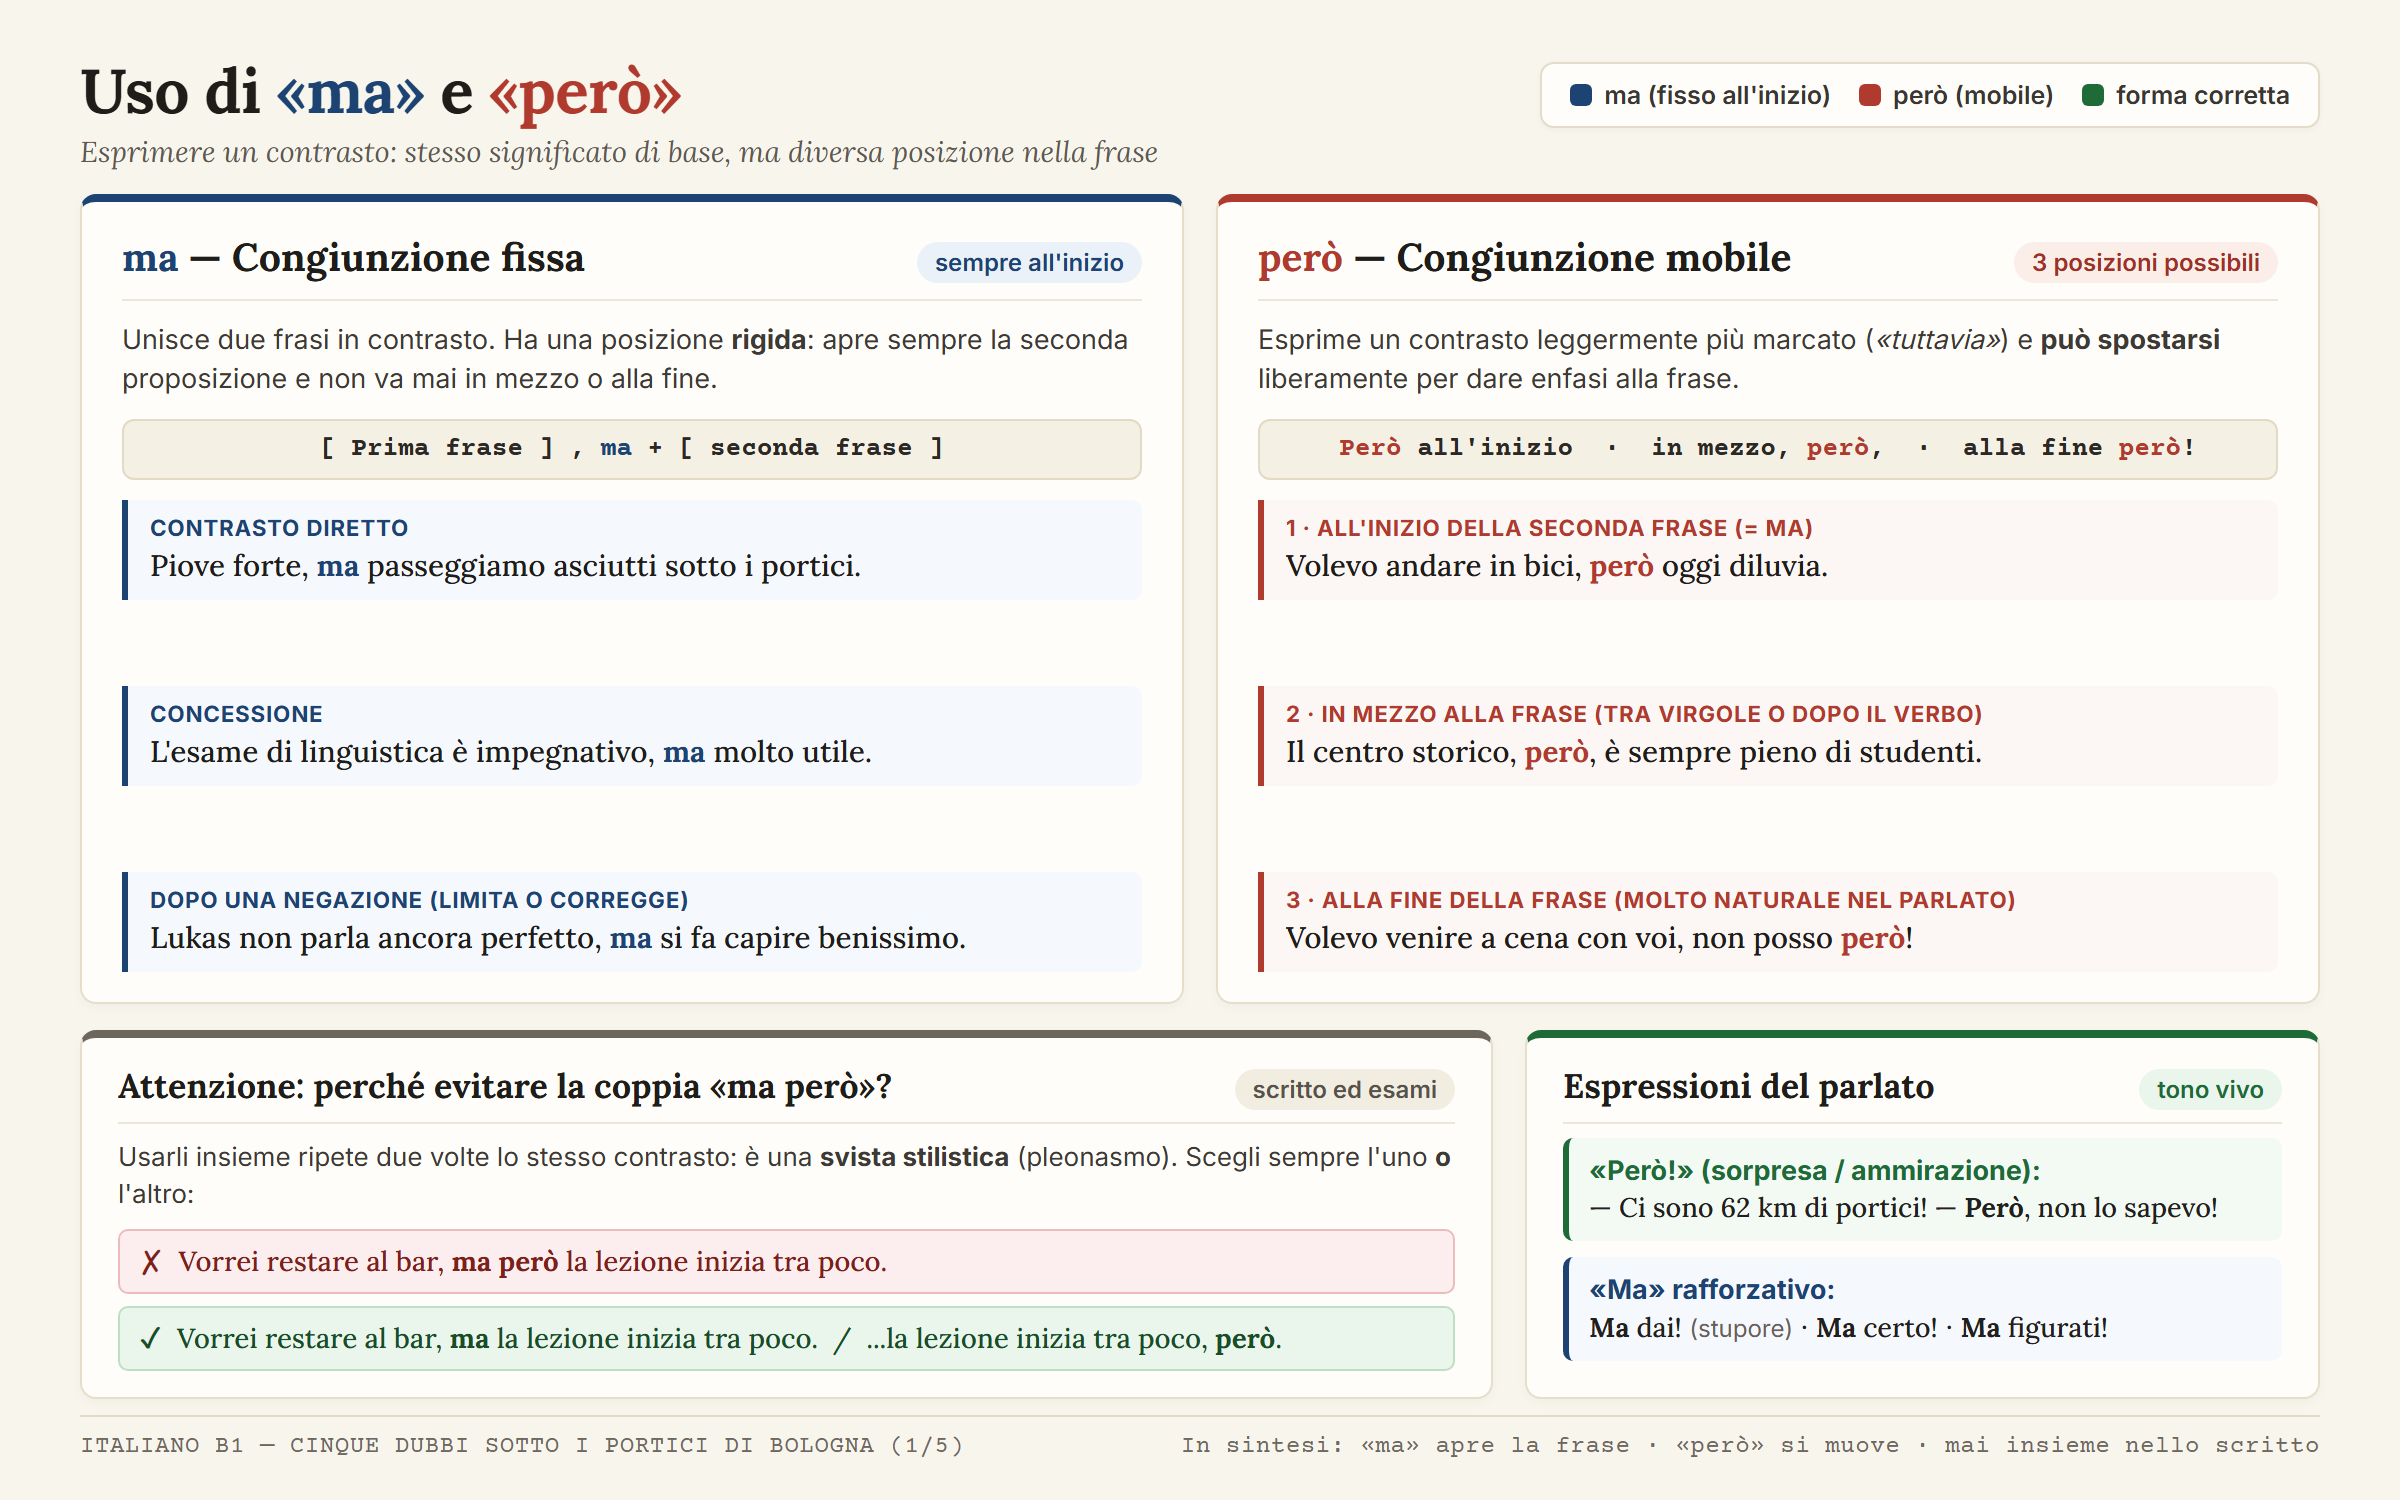 Uso di «ma» e «però»
Esprimere un contrasto: stesso significato di base, ma diversa posizione nella frase
ma (fisso all'inizio) però (mobile) forma corretta
ma — Congiunzione fissa
sempre all'inizio
Unisce due frasi in contrasto. Ha una posizione rigida: apre sempre la seconda
proposizione e non va mai in mezzo o alla fine.
[ Prima frase ] , ma + [ seconda frase ]
CONTRASTO DIRETTO
Piove forte, ma passeggiamo asciutti sotto i portici.
CONCESSIONE
L'esame di linguistica è impegnativo, ma molto utile.
DOPO UNA NEGAZIONE (LIMITA O CORREGGE)
Lukas non parla ancora perfetto, ma si fa capire benissimo.
però — Congiunzione mobile
3 posizioni possibili
Esprime un contrasto leggermente più marcato («tuttavia») e può spostarsi
liberamente per dare enfasi alla frase.
Però all'inizio · in mezzo, però, · alla fine però!
1 · ALL'INIZIO DELLA SECONDA FRASE (= MA)
Volevo andare in bici, però oggi diluvia.
2 · IN MEZZO ALLA FRASE (TRA VIRGOLE O DOPO IL VERBO)
Il centro storico, però, è sempre pieno di studenti.
3 · ALLA FINE DELLA FRASE (MOLTO NATURALE NEL PARLATO)
Volevo venire a cena con voi, non posso però!
Attenzione: perché evitare la coppia «ma però»?
scritto ed esami
Usarli insieme ripete due volte lo stesso contrasto: è una svista stilistica (pleonasmo). Scegli sempre l'uno o
l'altro:
✗ Vorrei restare al bar, ma però la lezione inizia tra poco.
✓ Vorrei restare al bar, ma la lezione inizia tra poco. / ...la lezione inizia tra poco, però.
Espressioni del parlato
tono vivo
«Però!» (sorpresa / ammirazione):
— Ci sono 62 km di portici! — Però, non lo sapevo!
«Ma» rafforzativo:
Ma dai! (stupore) · Ma certo! · Ma figurati!
ITALIANO B1 — CINQUE DUBBI SOTTO I PORTICI DI BOLOGNA (1/5)
In sintesi: «ma» apre la frase · «però» si muove · mai insieme nello scritto